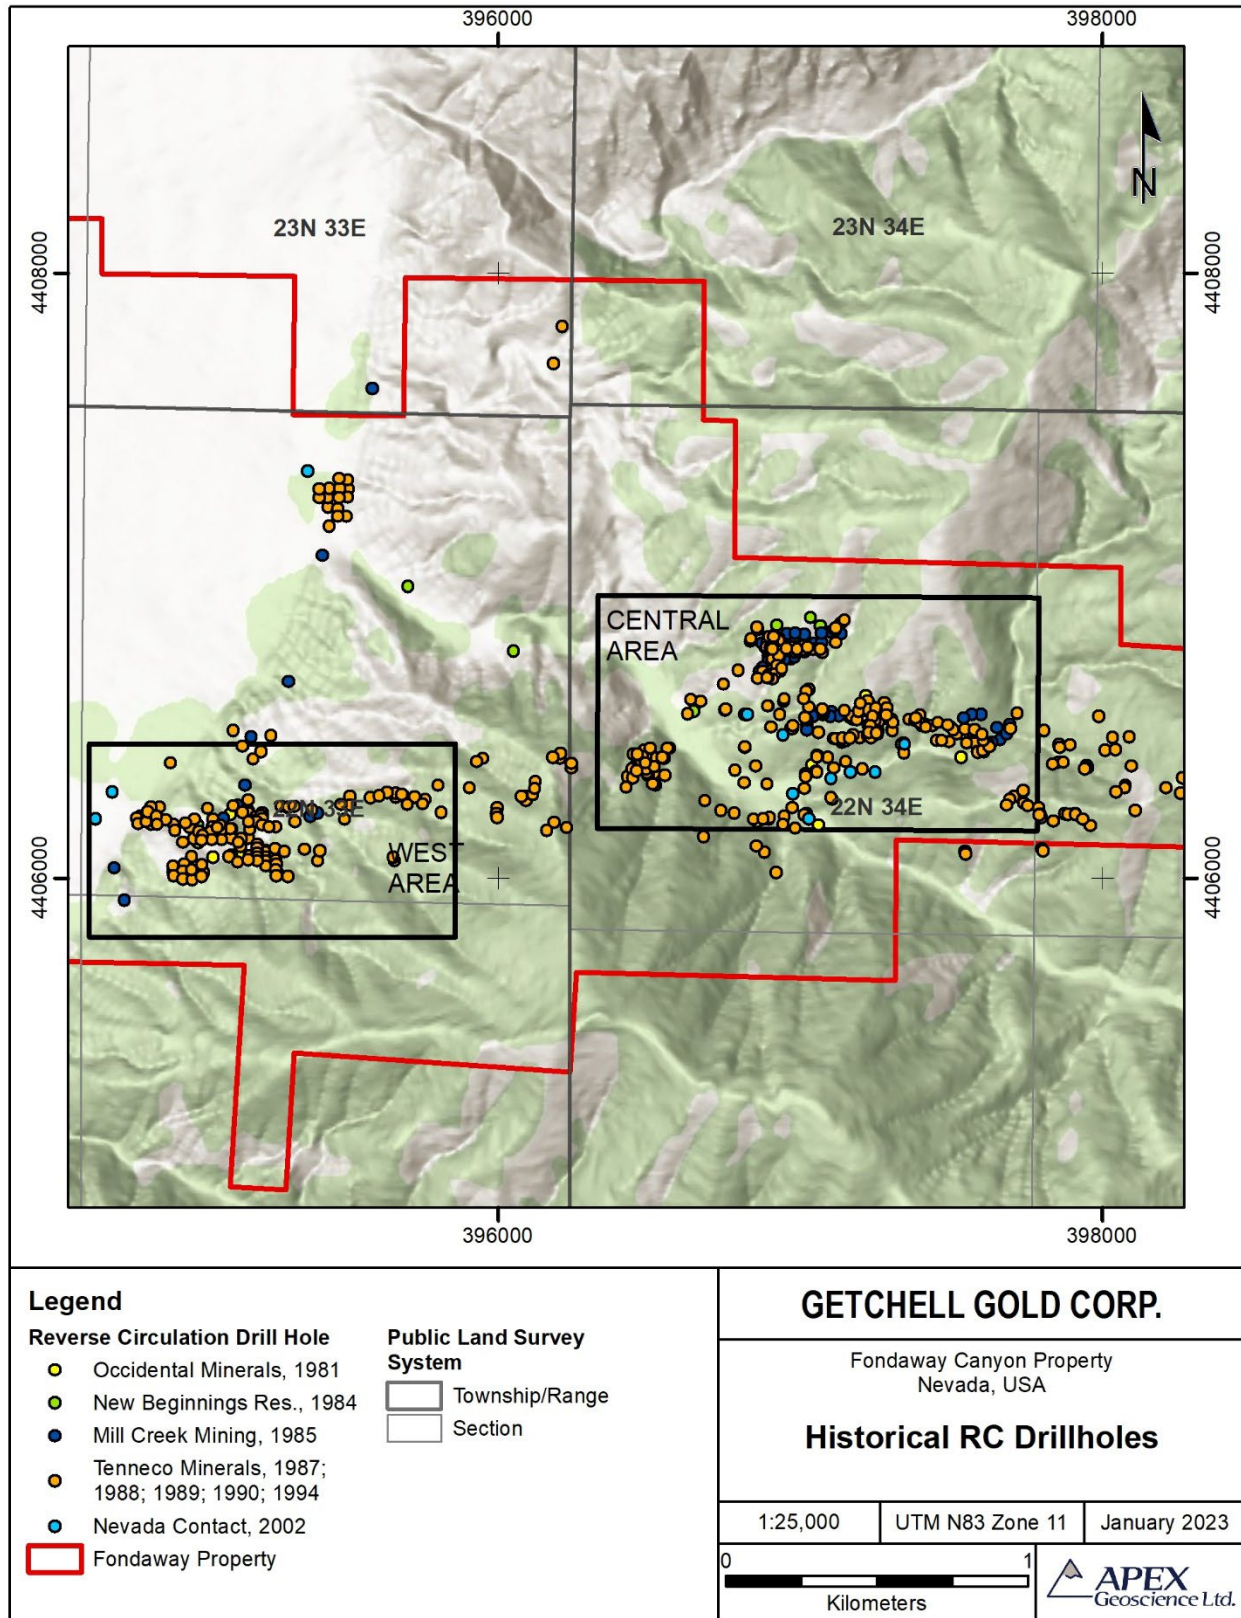 396000
398000
23N 33E
23N 34E
4408000
4408000
CENTRAL
AREA
22N 33E
22N 34E
WEST
AREA
4406000
4406000
N
396000
398000
Legend
Reverse Circulation Drill Hole
Occidental Minerals, 1981
New Beginnings Res., 1984
Mill Creek Mining, 1985
Tenneco Minerals, 1987;
1988; 1989; 1990; 1994
Nevada Contact, 2002
Fondaway Property
Public Land Survey
System
Township/Range
Section
GETCHELL GOLD CORP.
Fondaway Canyon Property
Nevada, USA
Historical RC Drillholes
1:25,000
UTM N83 Zone 11
January 2023
0
1
Kilometers
APEX
Geoscience Ltd.